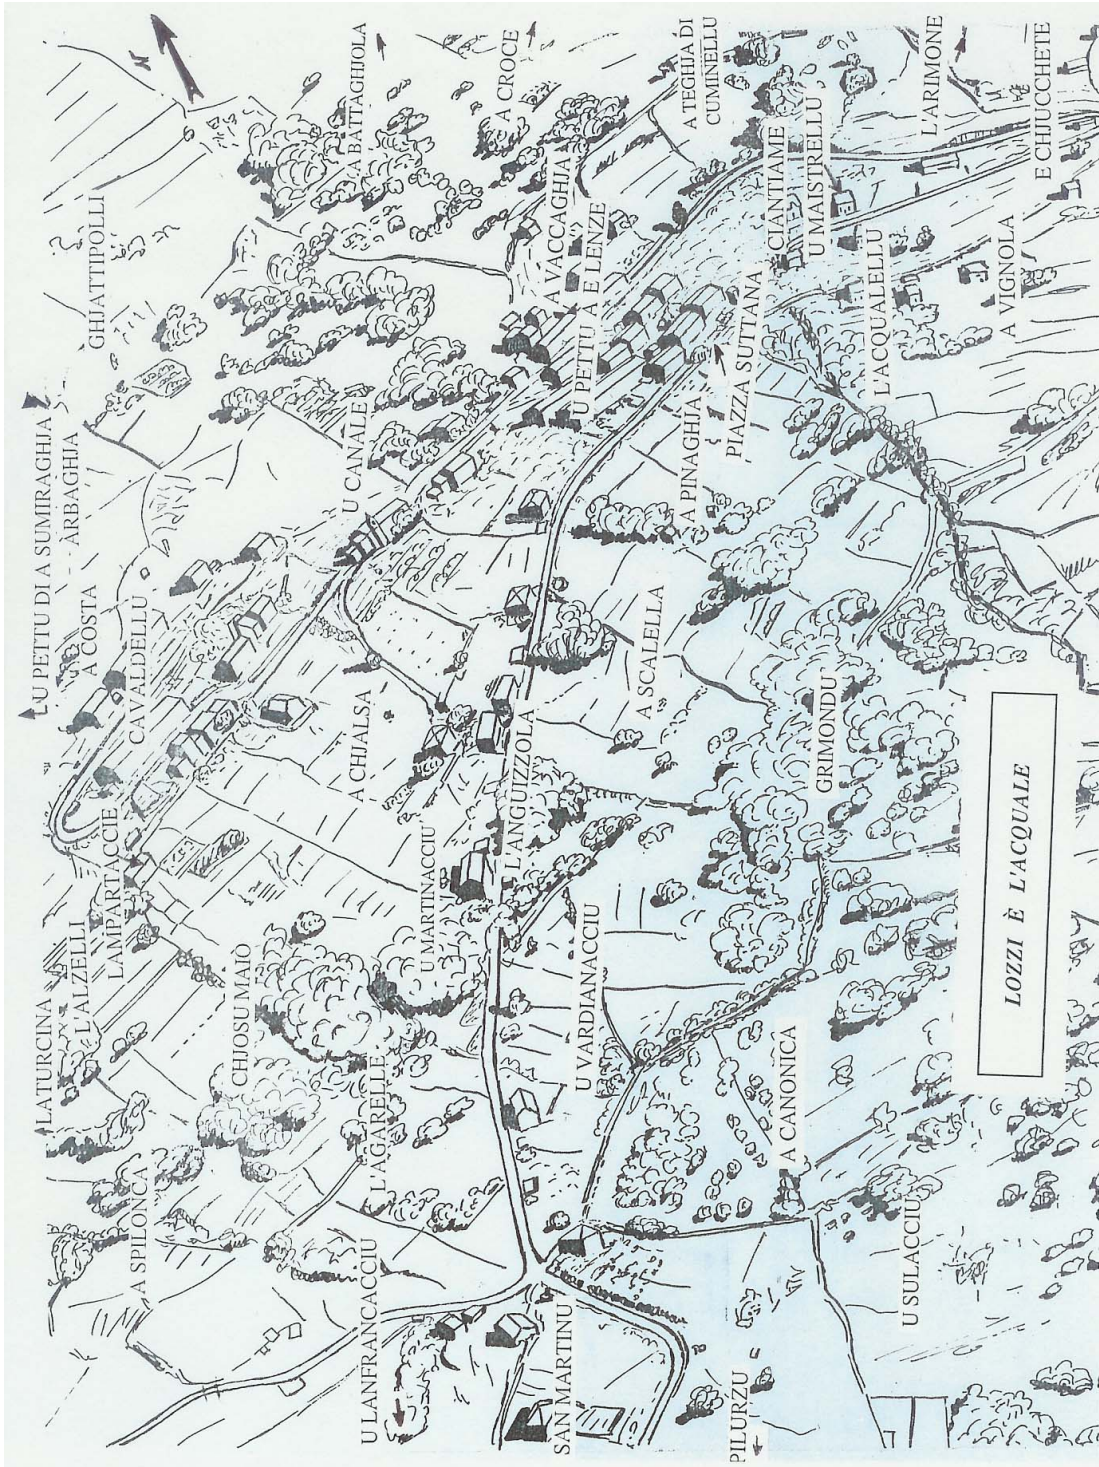 N
LATURCINA
U PETTU DI A SUMIRAGHJA
ARBAGHJA
L'ALZELLI
A COSTA
GHJATTIPOLLI
LAMPARTACCIE
A SPILONCA
CAVALDELLU
CHJOSU MAIÒ
U CANALE
A BATTAGHJOLA
A CHJALSA
U LANFRANCACCIU
L'AGARELLE
U MARTINACCIU
A CROCE
L'ANGUIZZOLA
A VACCAGHJA
SAN MARTINU
U VARDIANACCIU
U PETTU À E LENZE
A SCALELLA
A PINAGHJA
A TEGHJA DI
CUMINELLU
PILURZU
PIAZZA SUTTANA
CIANTIAME
A CANONICA
U MAISTRELLU
GRIMONDU
L'ACQUALELLU
U SULACCIU
L'ARIMONE
A VIGNOLA
LOZZI È L'ACQUALE
E CHJUCCHETE